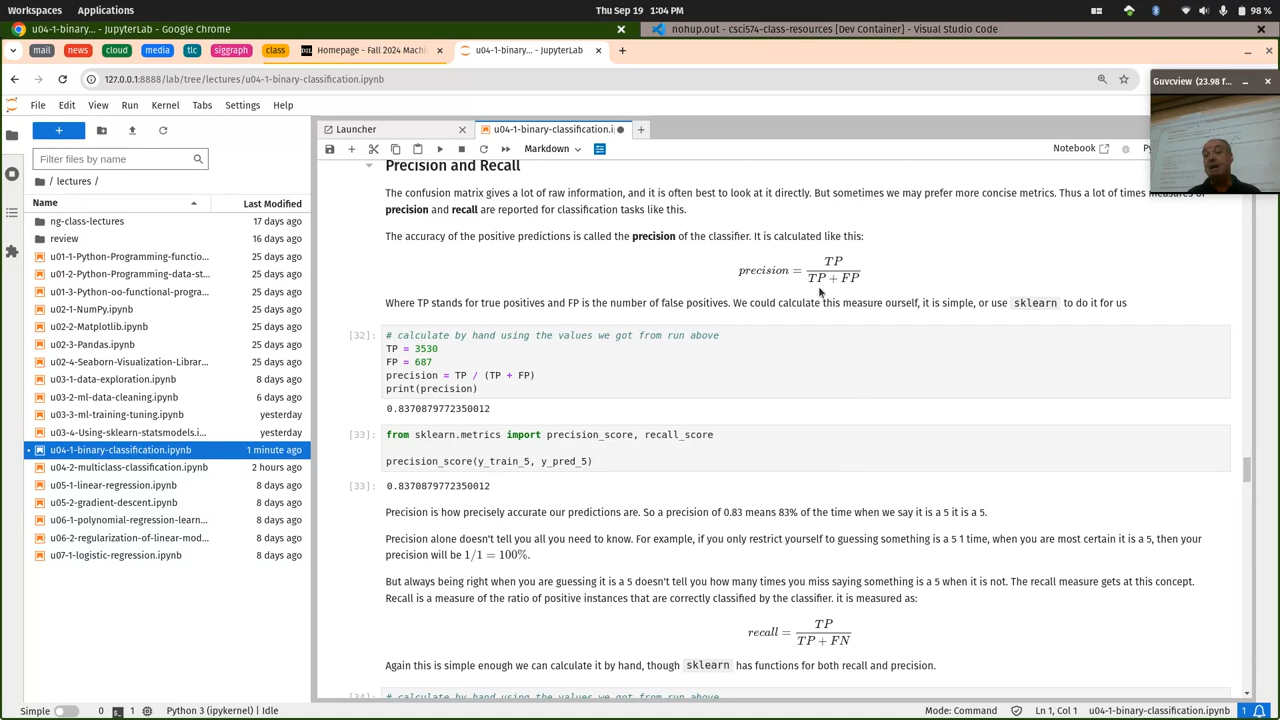 Workspaces Applications Thu Sep 19 1:04 PM 98 %
u04-1-binary-... - JupyterLab - Google Chrome nohup.out - csci574-class-resources [Dev Container] - Visual Studio Code
mail news cloud media tlc siggraph class Homepage - Fall 2024 Machi u04-1-binary-... - JupyterLab
127.0.0.1:8888/lab/tree/lectures/u04-1-binary-classification.ipynb
Guvcview (23.98 f...
File Edit View Run Kernel Tabs Settings Help
Launcher u04-1-binary-classification.i
Markdown Notebook
Filter files by name
/ lectures /
Name Last Modified
ng-class-lectures 17 days ago
review 16 days ago
u01-1-Python-Programming-functio... 25 days ago
u01-2-Python-Programming-data-st... 25 days ago
u01-3-Python-oo-functional-progra... 25 days ago
u02-1-NumPy.ipynb 25 days ago
u02-2-Matplotlib.ipynb 25 days ago
u02-3-Pandas.ipynb 25 days ago
u02-4-Seaborn-Visualization-Librar... 25 days ago
u03-1-data-exploration.ipynb 8 days ago
u03-2-ml-data-cleaning.ipynb 6 days ago
u03-3-ml-training-tuning.ipynb yesterday
u03-4-Using-sklearn-statsmodels.i... yesterday
u04-1-binary-classification.ipynb 1 minute ago
u04-2-multiclass-classification.ipynb 2 hours ago
u05-1-linear-regression.ipynb 8 days ago
u05-2-gradient-descent.ipynb 8 days ago
u06-1-polynomial-regression-learn... 8 days ago
u06-2-regularization-of-linear-mod... 8 days ago
u07-1-logistic-regression.ipynb 8 days ago
Precision and Recall
The confusion matrix gives a lot of raw information, and it is often best to look at it directly. But sometimes we may prefer more concise metrics. Thus a lot of times measures of
precision and recall are reported for classification tasks like this.
The accuracy of the positive predictions is called the precision of the classifier. It is calculated like this:
precision = TP / TP + FP
Where TP stands for true positives and FP is the number of false positives. We could calculate this measure ourself, it is simple, or use sklearn to do it for us
[32]: # calculate by hand using the values we got from run above
TP = 3530
FP = 687
precision = TP / (TP + FP)
print(precision)
0.8370879772350012
[33]: from sklearn.metrics import precision_score, recall_score
precision_score(y_train_5, y_pred_5)
[33]: 0.8370879772350012
Precision is how precisely accurate our predictions are. So a precision of 0.83 means 83% of the time when we say it is a 5 it is a 5.
Precision alone doesn't tell you all you need to know. For example, if you only restrict yourself to guessing something is a 5 1 time, when you are most certain it is a 5, then your
precision will be 1/1 = 100%.
But always being right when you are guessing it is a 5 doesn't tell you how many times you miss saying something is a 5 when it is not. The recall measure gets at this concept.
Recall is a measure of the ratio of positive instances that are correctly classified by the classifier. it is measured as:
recall = TP / TP + FN
Again this is simple enough we can calculate it by hand, though sklearn has functions for both recall and precision.
# calculate by hand using the values we got from run above
Simple 0 1 Python 3 (ipykernel) | Idle Mode: Command Ln 1, Col 1 u04-1-binary-classification.ipynb 1